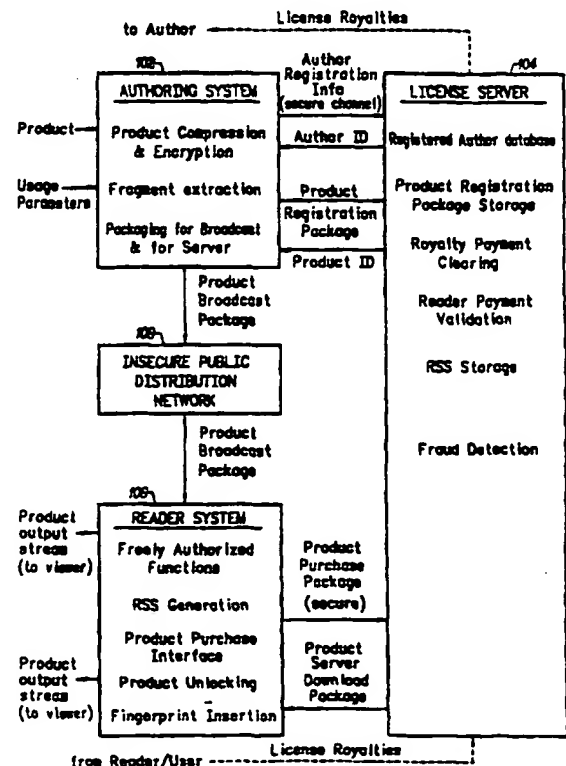 License Royalties
to Author
102
AUTHORING SYSTEM
Product
Product Compression
& Encryption
Usage
Parameters
Fragment extraction
Packaging for Broadcast
& for Server
Author
Registration
Info
(secure channel)
Author ID
Product
Registration
Package
Product ID
104
LICENSE SERVER
Registered Author database
Product Registration
Package Storage
Royalty Payment
Clearing
Reader Payment
Validation
RSS Storage
Fraud Detection
Product
Broadcast
Package
109
INSECURE PUBLIC
DISTRIBUTION
NETWORK
Product
Broadcast
Package
106
READER SYSTEM
Product
output
stream
(to viewer)
Freely Authorized
Functions
RSS Generation
Product Purchase
Interface
Product
output
stream
(to viewer)
Product Unlocking
Fingerprint Insertion
Product
Purchase
Package
(secure)
Product
Server
Download
Package
from Reader/User
License Royalties